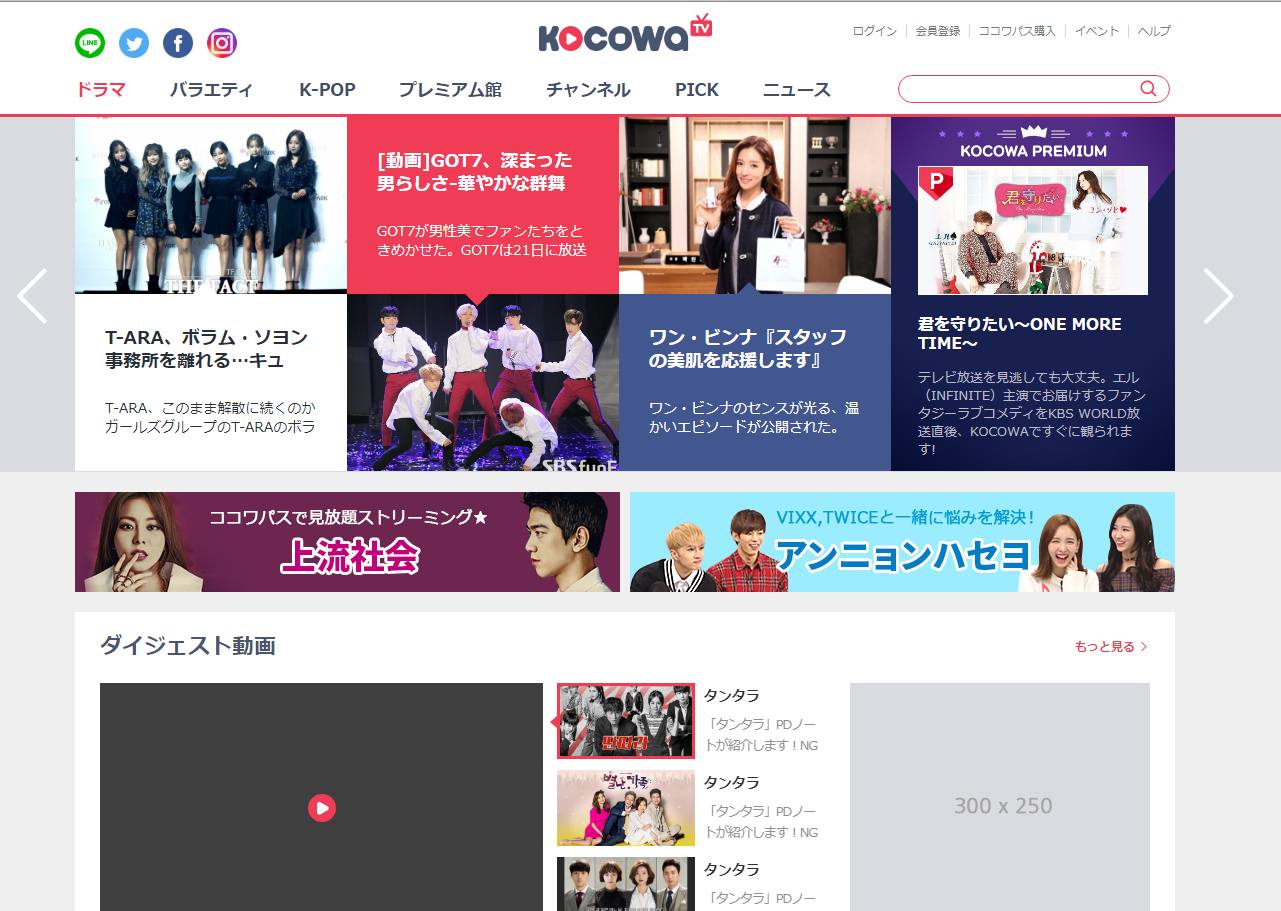 LINE
KOCOWA TV
ログイン
会員登録
ココワパス購入
イベント
ヘルプ
ドラマ
バラエティ
K-POP
プレミアム館
チャンネル
PICK
ニュース
THE FACT
T-ARA、ボラム・ソヨン
事務所を離れる…キュ
T-ARA、このまま解散に続くのか
ガールズグループのT-ARAのボラ
[動画]GOT7、深まった
男らしさ-華やかな群舞
GOT7が男性美でファンたちをと
きめかせた。GOT7は21日に放送
SBSfunE
ワン・ビンナ『スタッフ
の美肌を応援します』
ワン・ビンナのセンスが光る、温
かいエピソードが公開された。
KOCOWA PREMIUM
P
君を守りたい
君を守りたい〜ONE MORE
TIME〜
テレビ放送を見逃しても大丈夫。エル
（INFINITE）主演でお届けするファン
タジーラブコメディをKBS WORLD放
送直後、KOCOWAですぐに観られま
す!
ココワパスで見放題ストリーミング★
上流社会
VIXX,TWICEと一緒に悩みを解決！
アンニョンハセヨ
ダイジェスト動画
もっと見る
딴따라
タンタラ
「タンタラ」PDノー
トが紹介します！NG
별난 가족
タンタラ
「タンタラ」PDノー
トが紹介します！NG
タンタラ
「タンタラ」PDノー
300 x 250